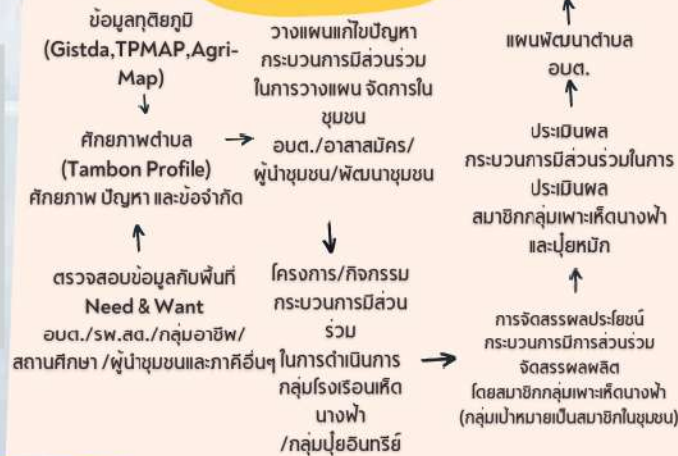 ข้อมูลทุติยภูมิ
(Gistda,TPMAP,Agri-
Map)
ศักยภาพตำบล
(Tambon Profile)
ศักยภาพ ปัญหา และข้อจำกัด
ตรวจสอบข้อมูลกับพื้นที่
Need & Want
อบต./รพ.สต./กลุ่มอาชีพ/
สถานศึกษา /ผู้นำชุมชนและภาคีอื่นๆ
วางแผนแก้ไขปัญหา
กระบวนการมีส่วนร่วม
ในการวางแผน จัดการใน
ชุมชน
อบต./อาสาสมัคร/
ผู้นำชุมชน/พัฒนาชุมชน
โครงการ/กิจกรรม
กระบวนการมีส่วน
ร่วม
ในการดำเนินการ
กลุ่มโรงเรือนเห็ด
นางฟ้า
/กลุ่มปุ๋ยอินทรีย์
การจัดสรรผลประโยชน์
กระบวนการมีการส่วนร่วม
จัดสรรผลผลิต
โดยสมาชิกกลุ่มเพาะเห็ดนางฟ้า
(กลุ่มเป้าหมายเป็นสมาชิกในชุมชน)
ประเมินผล
กระบวนการมีส่วนร่วมในการ
ประเมินผล
สมาชิกกลุ่มเพาะเห็ดนางฟ้า
และปุ๋ยหมัก
แผนพัฒนาตำบล
อบต.